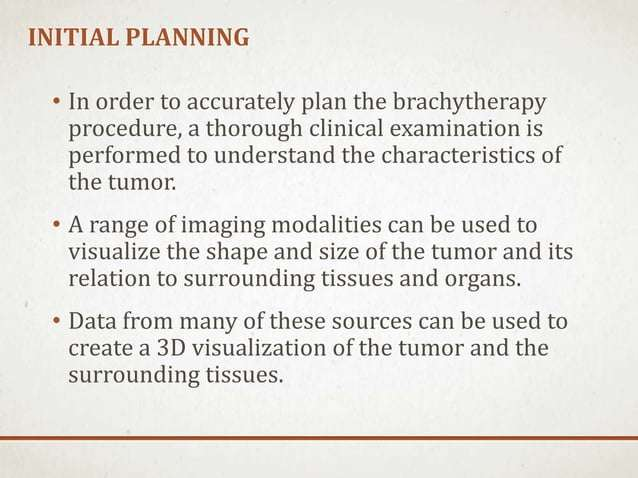 INITIAL PLANNING
• In order to accurately plan the brachytherapy
procedure, a thorough clinical examination is
performed to understand the characteristics of
the tumor.
• A range of imaging modalities can be used to
visualize the shape and size of the tumor and its
relation to surrounding tissues and organs.
• Data from many of these sources can be used to
create a 3D visualization of the tumor and the
surrounding tissues.